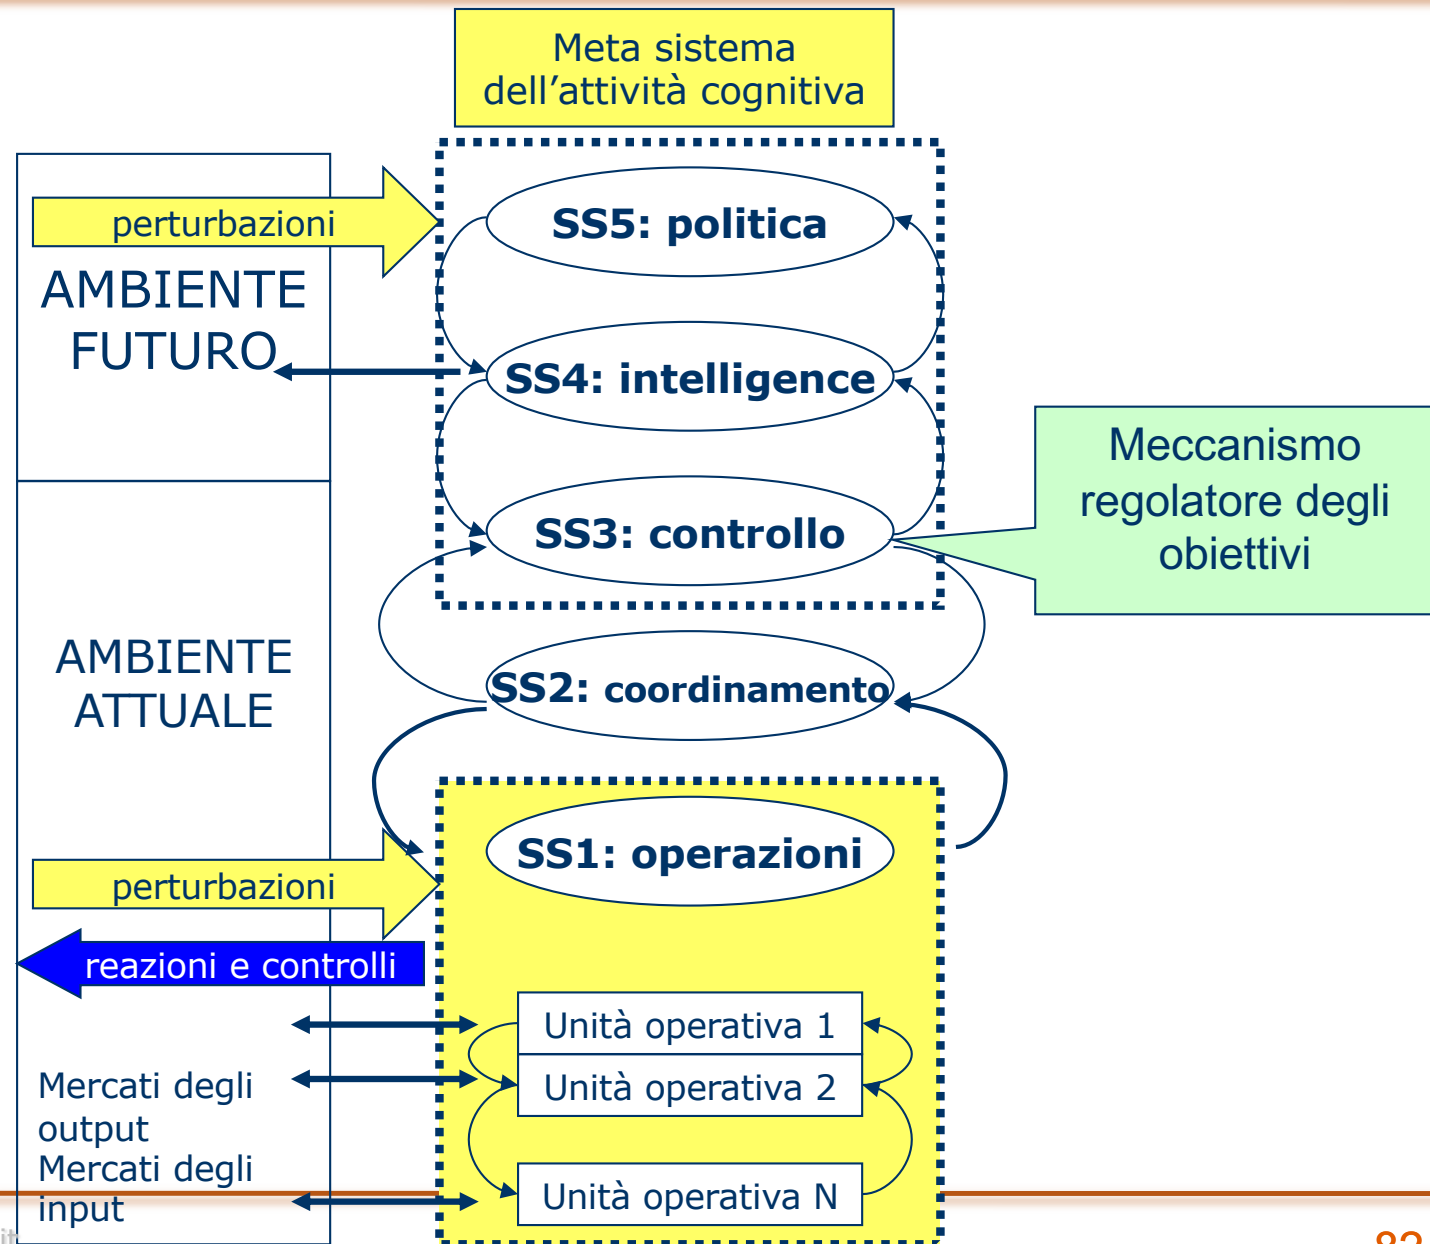 Meta sistema
dell’attività cognitiva
perturbazioni
AMBIENTE
FUTURO
SS5: politica
SS4: intelligence
SS3: controllo
Meccanismo
regolatore degli
obiettivi
AMBIENTE
ATTUALE
SS2: coordinamento
SS1: operazioni
perturbazioni
reazioni e controlli
Unità operativa 1
Unità operativa 2
Mercati degli
output
Mercati degli
input
Unità operativa N